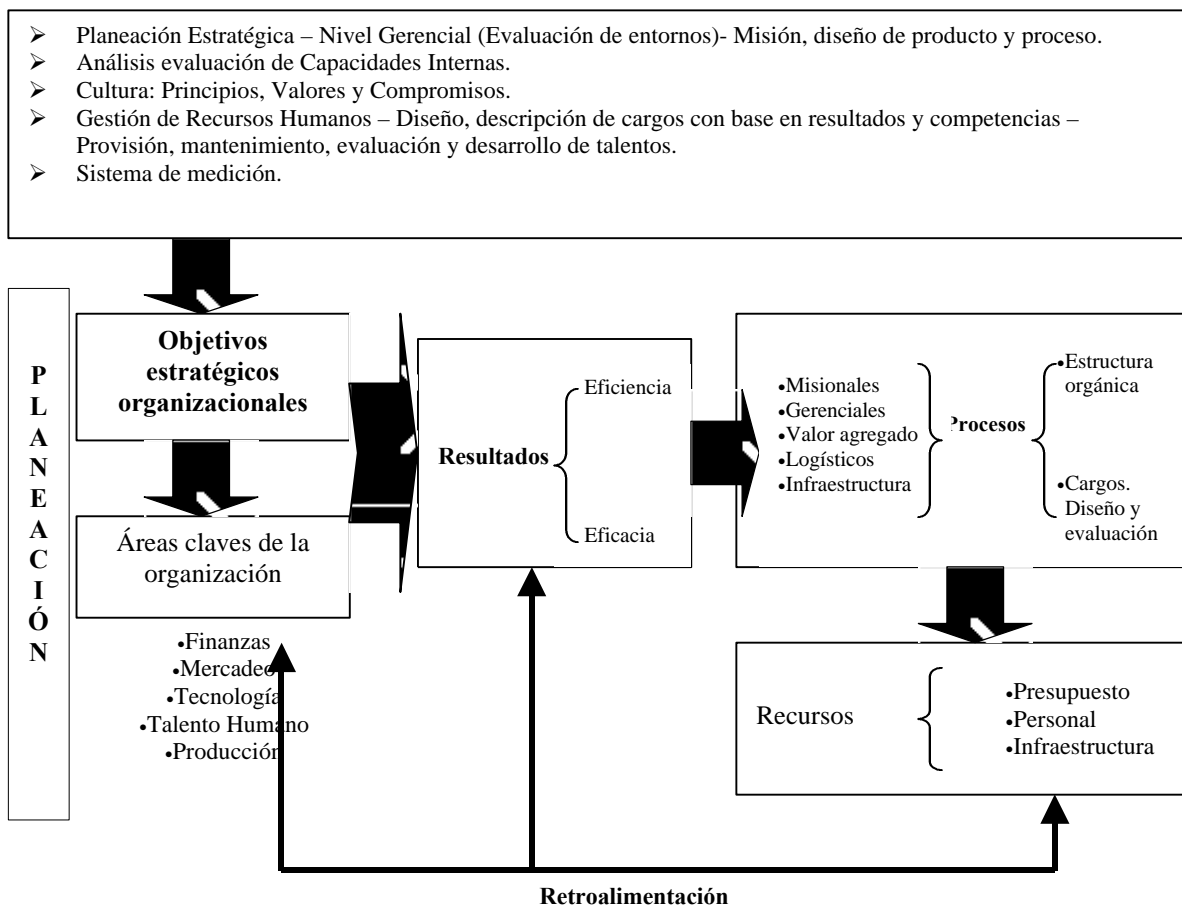 ➢ Planeación Estratégica – Nivel Gerencial (Evaluación de entornos)- Misión, diseño de producto y proceso.
➢ Análisis evaluación de Capacidades Internas.
➢ Cultura: Principios, Valores y Compromisos.
➢ Gestión de Recursos Humanos – Diseño, descripción de cargos con base en resultados y competencias –
Provisión, mantenimiento, evaluación y desarrollo de talentos.
➢ Sistema de medición.
P
L
A
N
E
A
C
I
Ó
N
Objetivos
estratégicos
organizacionales
Áreas claves de la
organización
•Finanzas
•Mercadeo
•Tecnología
•Talento Humano
•Producción
Resultados
Eficiencia
Eficacia
•Misionales
•Gerenciales
•Valor agregado
•Logísticos
•Infraestructura
Procesos
•Estructura
orgánica
•Cargos.
Diseño y
evaluación
Recursos
•Presupuesto
•Personal
•Infraestructura
Retroalimentación